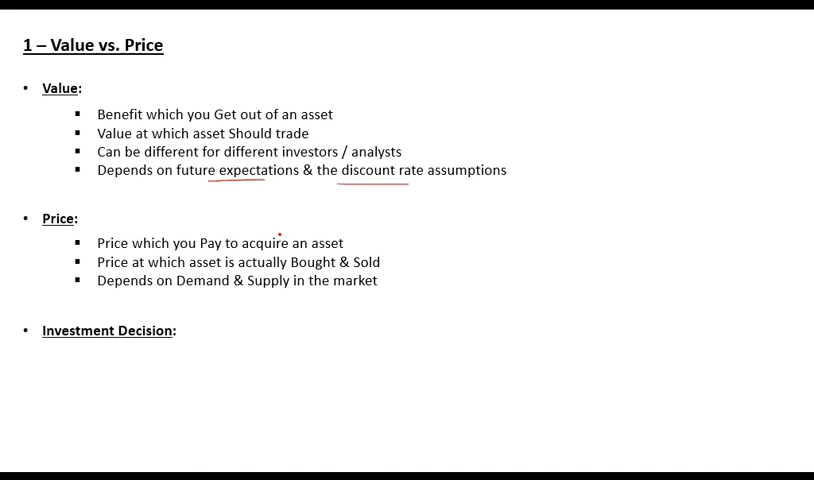 1 – Value vs. Price
• Value:
▪ Benefit which you Get out of an asset
▪ Value at which asset Should trade
▪ Can be different for different investors / analysts
▪ Depends on future expectations & the discount rate assumptions
• Price:
▪ Price which you Pay to acquire an asset
▪ Price at which asset is actually Bought & Sold
▪ Depends on Demand & Supply in the market
• Investment Decision: